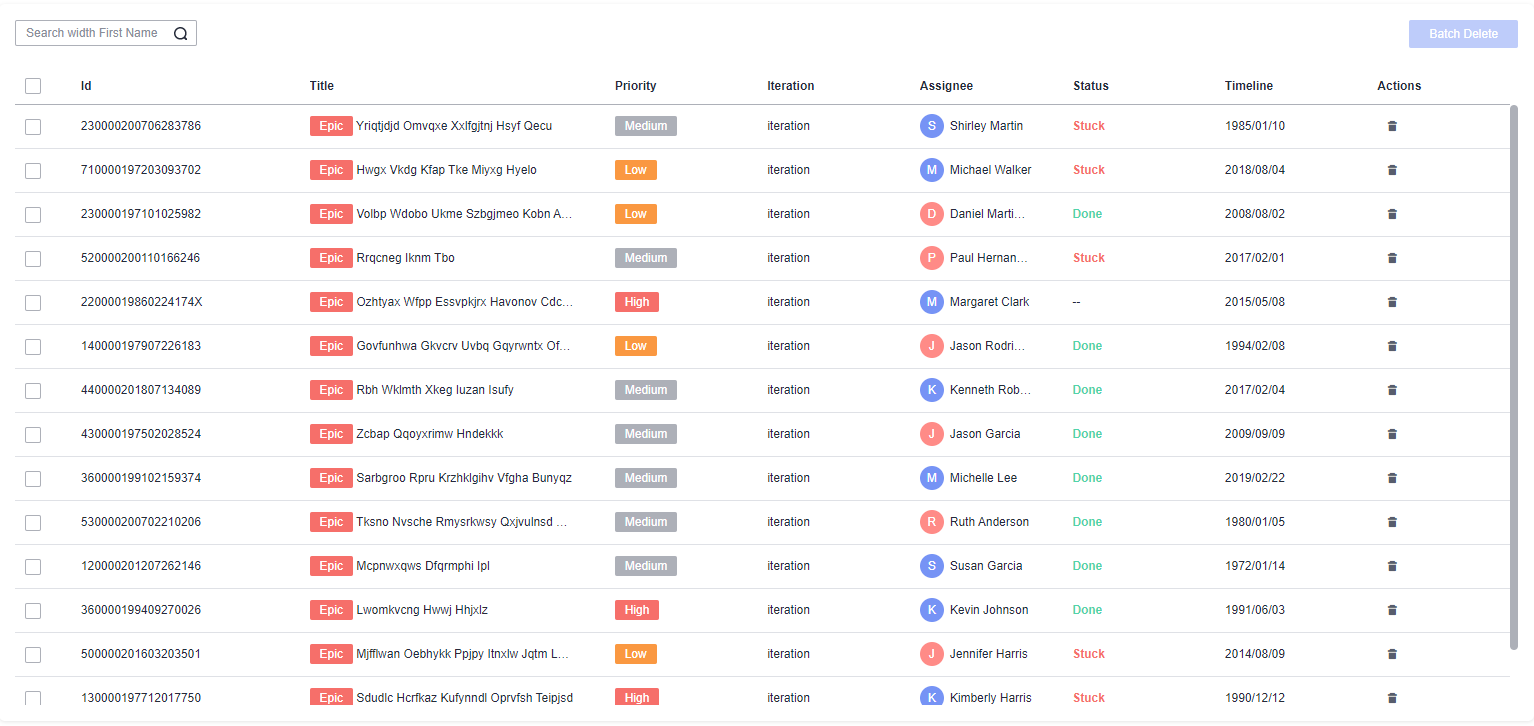 Search width First Name
Batch Delete
Id Title Priority Iteration Assignee Status Timeline Actions
230000200706283786 Epic Yriqtjdjd Omvqxe Xxlfgjtnj Hsyf Qecu Medium iteration S Shirley Martin Stuck 1985/01/10
710000197203093702 Epic Hwgx Vkdg Kfap Tke Miyxg Hyelo Low iteration M Michael Walker Stuck 2018/08/04
230000197101025982 Epic Volbp Wdobo Ukme Szbgjmeo Kobn A... Low iteration D Daniel Marti... Done 2008/08/02
520000200110166246 Epic Rrqcneg Iknm Tbo Medium iteration P Paul Hernan... Stuck 2017/02/01
22000019860224174X Epic Ozhtyax Wfpp Essvpkjrx Havonov Cdc... High iteration M Margaret Clark -- 2015/05/08
140000197907226183 Epic Govfunhwa Gkvcrv Uvbq Gqyrwntx Of... Low iteration J Jason Rodri... Done 1994/02/08
440000201807134089 Epic Rbh Wklmth Xkeg Iuzan Isufy Medium iteration K Kenneth Rob... Done 2017/02/04
430000197502028524 Epic Zcbap Qqoyxrimw Hndekkk Medium iteration J Jason Garcia Done 2009/09/09
360000199102159374 Epic Sarbgroo Rpru Krzhklgihv Vfgha Bunyqz Medium iteration M Michelle Lee Done 2019/02/22
530000200702210206 Epic Tksno Nvsche Rmysrkwsy Qxjvulnsd ... Medium iteration R Ruth Anderson Done 1980/01/05
120000201207262146 Epic Mcpnwxqws Dfqrmphi Ipl Medium iteration S Susan Garcia Done 1972/01/14
360000199409270026 Epic Lwomkvcng Hwwj Hhjxlz High iteration K Kevin Johnson Done 1991/06/03
500000201603203501 Epic Mjfflwan Oebhykk Ppjpy Itnxlw Jqtm L... Low iteration J Jennifer Harris Stuck 2014/08/09
130000197712017750 Epic Sdudlc Hcrfkaz Kufynndl Oprvfsh Teipjsd High iteration K Kimberly Harris Stuck 1990/12/12